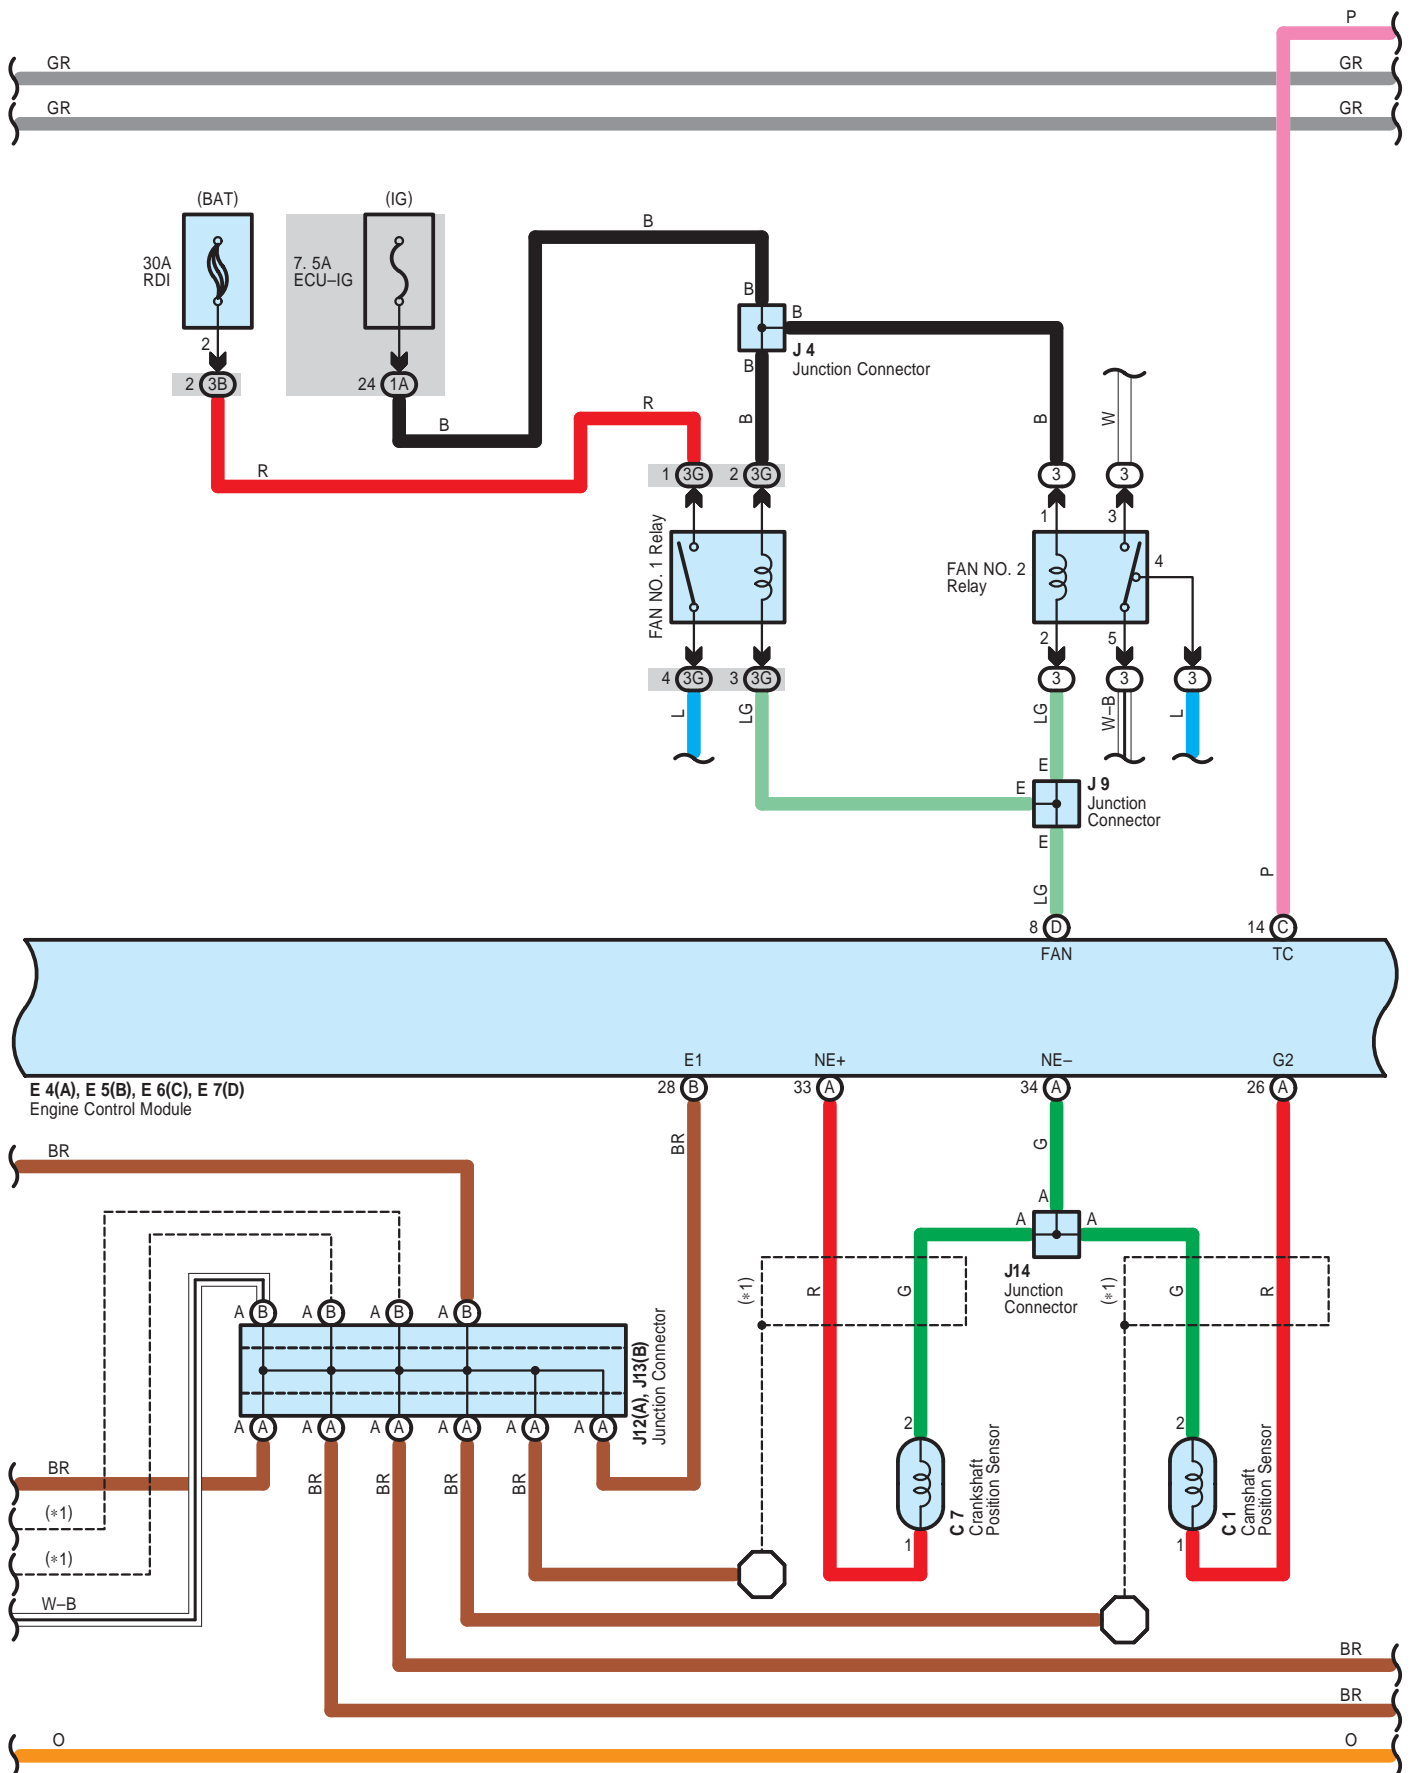 P
GR GR
GR GR
(BAT) (IG)
B
30A
RDI
7. 5A
ECU–IG
B
B
J 4
Junction Connector
2
2 3B
24 1A
B
R
B
B
R
B
W
1 3G 2 3G
3 3
1 3
FAN NO. 1 Relay
FAN NO. 2
Relay
4
2 5
4 3G 3 3G
3 3 3
L
LG
LG
W–B
L
E
E
J 9
Junction
Connector
E
LG
P
8 D
14 C
FAN TC
E1 NE+ NE– G2
E 4(A), E 5(B), E 6(C), E 7(D)
Engine Control Module
28 B
33 A
34 A
26 A
BR
BR
G
A
A A
J14
Junction
Connector
(*1)
R
G
(*1)
G
R
A B A B A B A B
J12(A), J13(B)
Junction Connector
A A A A A A A A A A A
BR
BR
BR
BR
BR
2
2
C 7
Crankshaft
Position Sensor
C 1
Camshaft
Position Sensor
1
1
(*1)
(*1)
W–B
BR
BR
O O